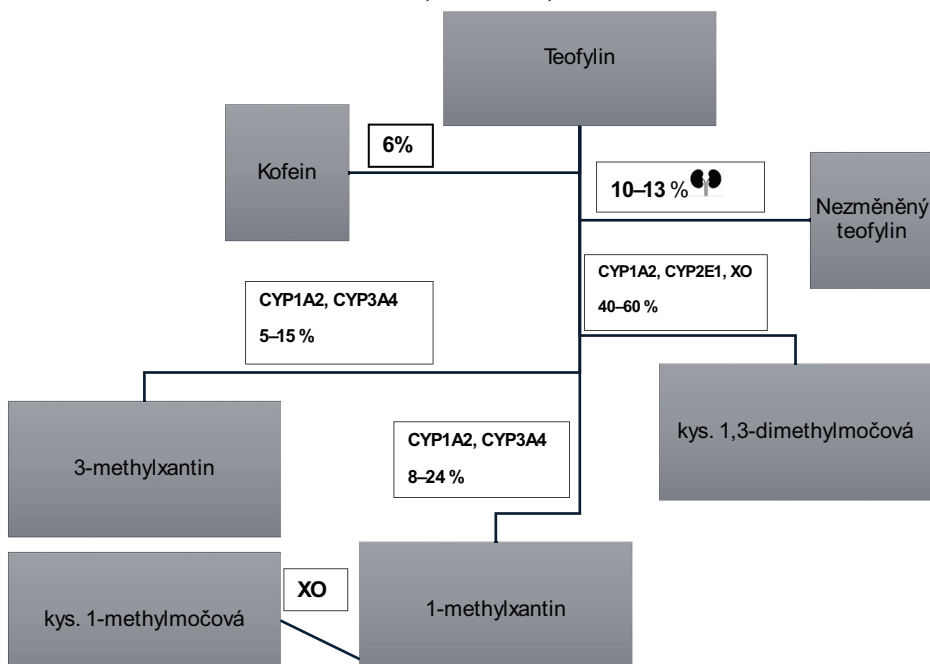 Teofylin
Kofein
6%
10–13 %
Nezměněný
teofylin
CYP1A2, CYP2E1, XO
40–60 %
CYP1A2, CYP3A4
5–15 %
kys. 1,3-dimethylmočová
3-methylxantin
CYP1A2, CYP3A4
8–24 %
kys. 1-methylmočová
XO
1-methylxantin